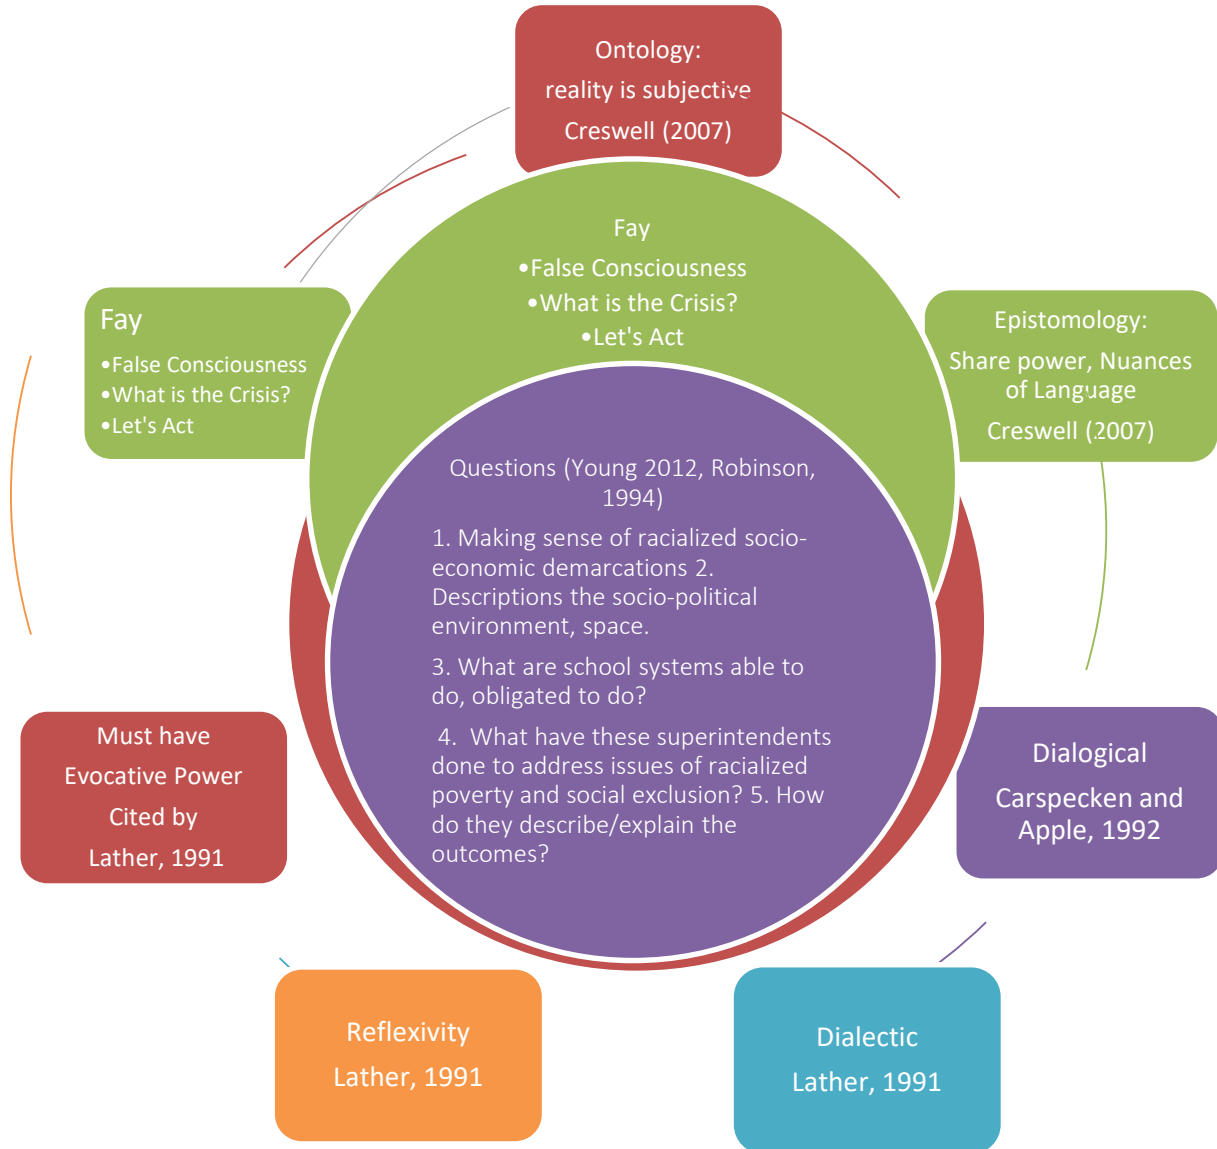 Ontology:
reality is subjective
Creswell (2007)
Fay
•False Consciousness
•What is the Crisis?
•Let's Act
Fay
•False Consciousness
•What is the Crisis?
•Let's Act
Epistomology:
Share power, Nuances
of Language
Creswell (2007)
Questions (Young 2012, Robinson,
1994)
1. Making sense of racialized socio-
economic demarcations 2.
Descriptions the socio-political
environment, space.
3. What are school systems able to
do, obligated to do?
4. What have these superintendents
done to address issues of racialized
poverty and social exclusion? 5. How
do they describe/explain the
outcomes?
Must have
Evocative Power
Cited by
Lather, 1991
Dialogical
Carspecken and
Apple, 1992
Reflexivity
Lather, 1991
Dialectic
Lather, 1991